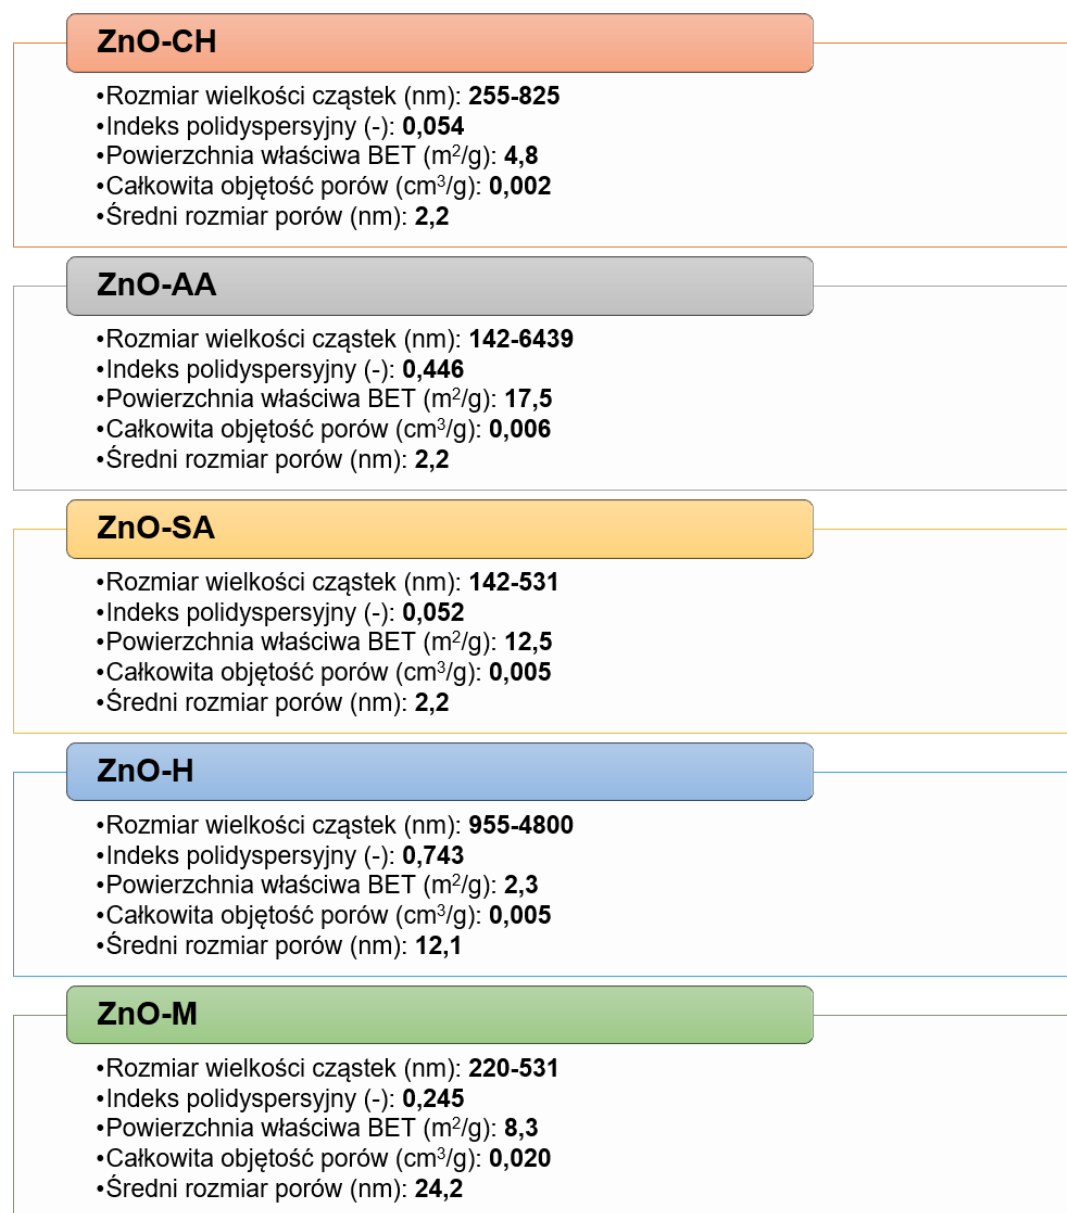 ZnO-CH
•Rozmiar wielkości cząstek (nm): 255-825
•Indeks polidyspersyjny (-): 0,054
•Powierzchnia właściwa BET (m²/g): 4,8
•Całkowita objętość porów (cm³/g): 0,002
•Średni rozmiar porów (nm): 2,2
ZnO-AA
•Rozmiar wielkości cząstek (nm): 142-6439
•Indeks polidyspersyjny (-): 0,446
•Powierzchnia właściwa BET (m²/g): 17,5
•Całkowita objętość porów (cm³/g): 0,006
•Średni rozmiar porów (nm): 2,2
ZnO-SA
•Rozmiar wielkości cząstek (nm): 142-531
•Indeks polidyspersyjny (-): 0,052
•Powierzchnia właściwa BET (m²/g): 12,5
•Całkowita objętość porów (cm³/g): 0,005
•Średni rozmiar porów (nm): 2,2
ZnO-H
•Rozmiar wielkości cząstek (nm): 955-4800
•Indeks polidyspersyjny (-): 0,743
•Powierzchnia właściwa BET (m²/g): 2,3
•Całkowita objętość porów (cm³/g): 0,005
•Średni rozmiar porów (nm): 12,1
ZnO-M
•Rozmiar wielkości cząstek (nm): 220-531
•Indeks polidyspersyjny (-): 0,245
•Powierzchnia właściwa BET (m²/g): 8,3
•Całkowita objętość porów (cm³/g): 0,020
•Średni rozmiar porów (nm): 24,2